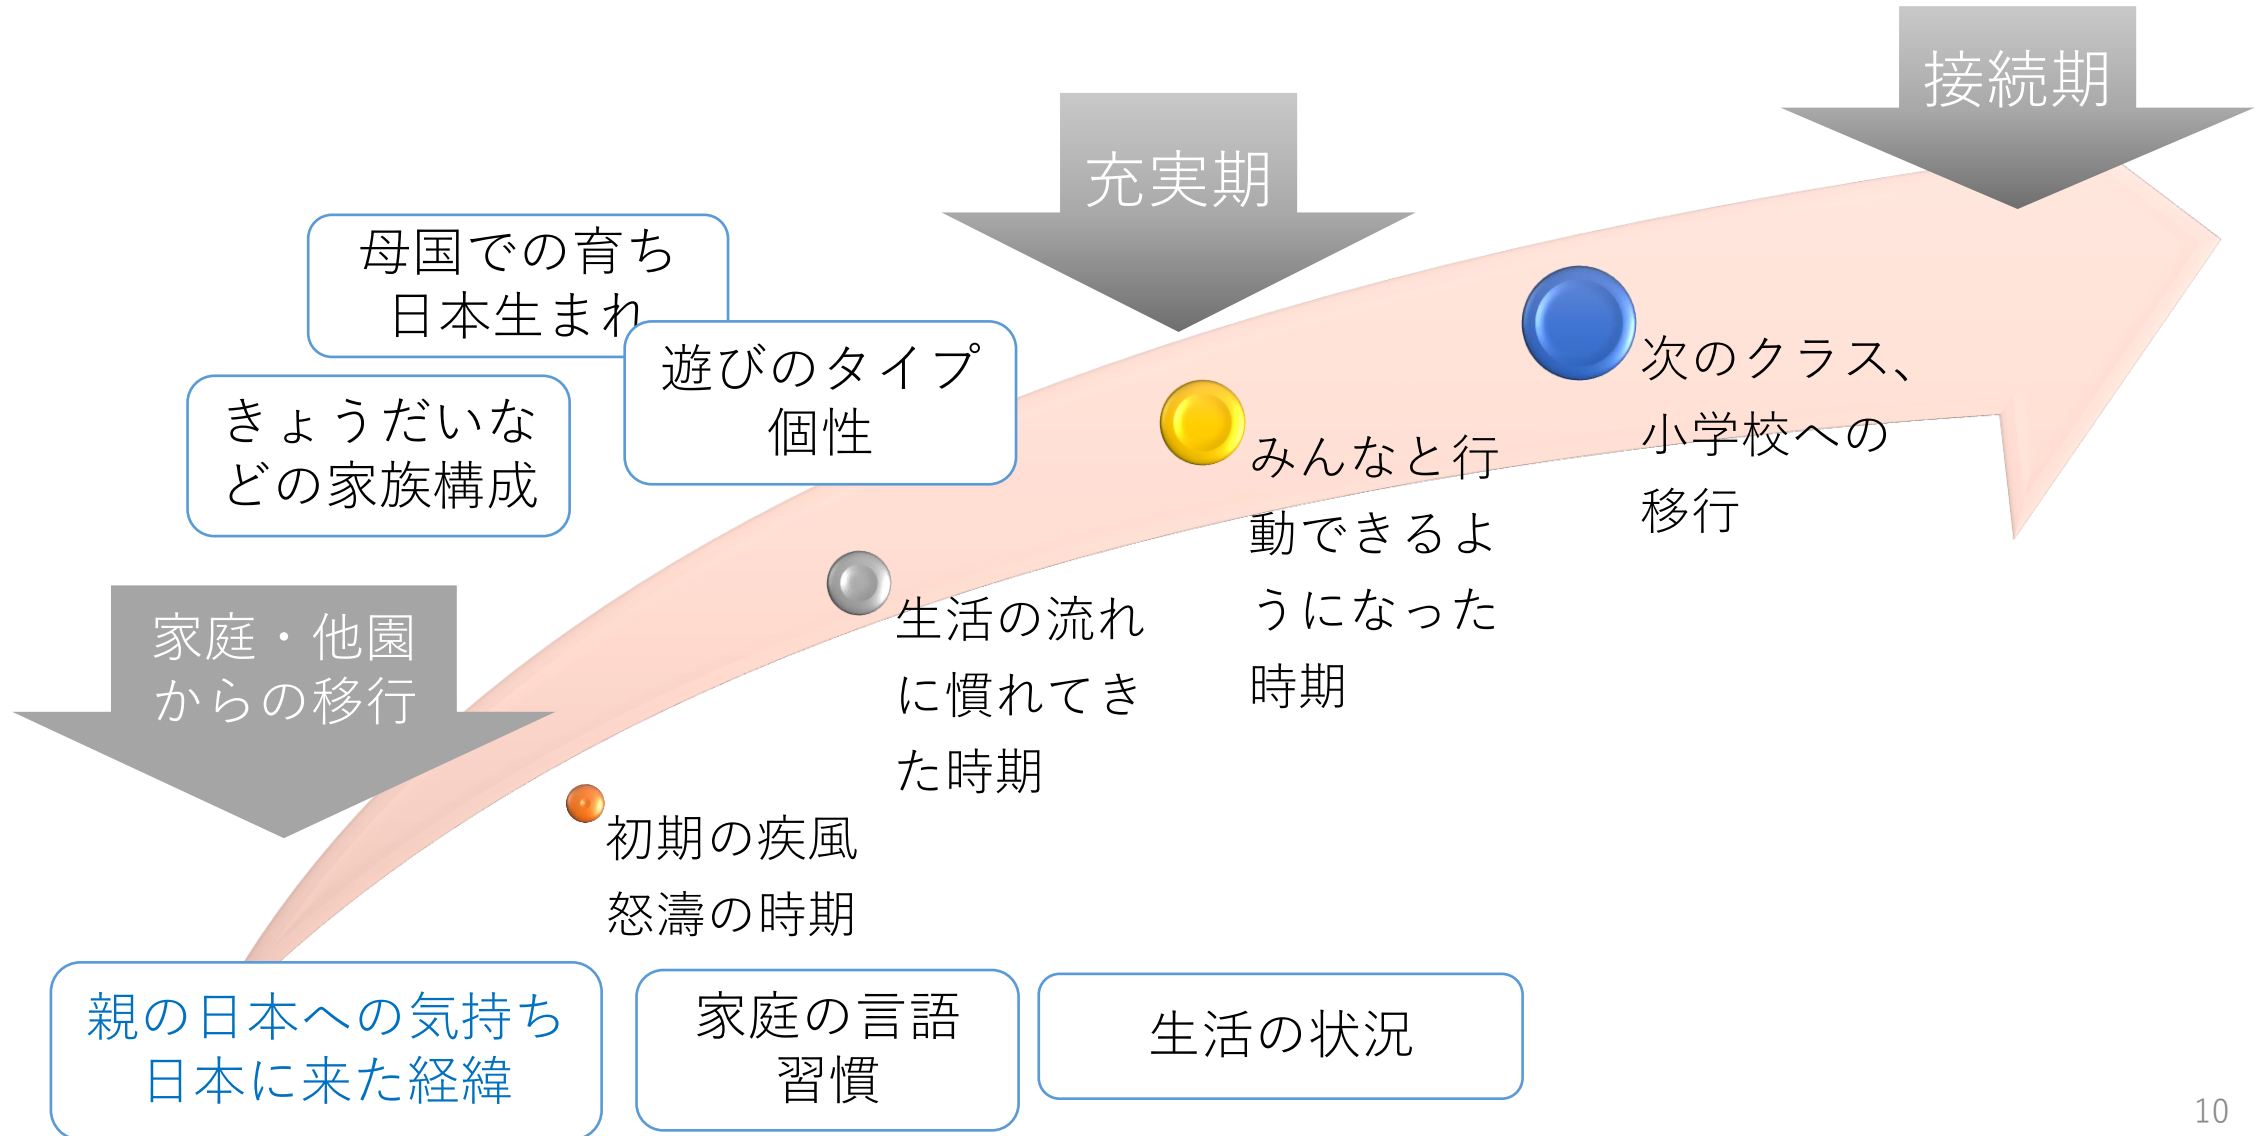 接続期
充実期
母国での育ち
日本生まれ
遊びのタイプ
個性
きょうだいな
どの家族構成
家庭・他園
からの移行
次のクラス、
小学校への
移行
みんなと行
動できるよ
うになった
時期
生活の流れ
に慣れてき
た時期
初期の疾風
怒濤の時期
親の日本への気持ち
日本に来た経緯
家庭の言語
習慣
生活の状況
10